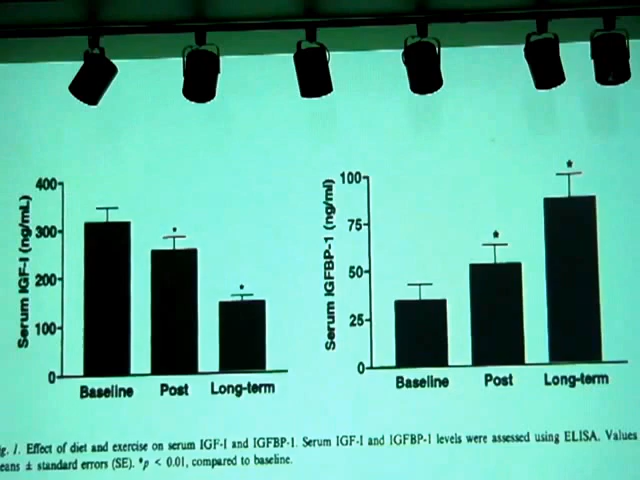 400
300
200
100
0
Serum IGF-I (ng/mL)
Baseline Post Long-term
100
75
50
25
0
Serum IGFBP-1 (ng/ml)
Baseline Post Long-term
* * * *
g. 1. Effect of diet and exercise on serum IGF-I and IGFBP-1. Serum IGF-I and IGFBP-1 levels were assessed using ELISA. Values
eans ± standard errors (SE). *p < 0.01, compared to baseline.